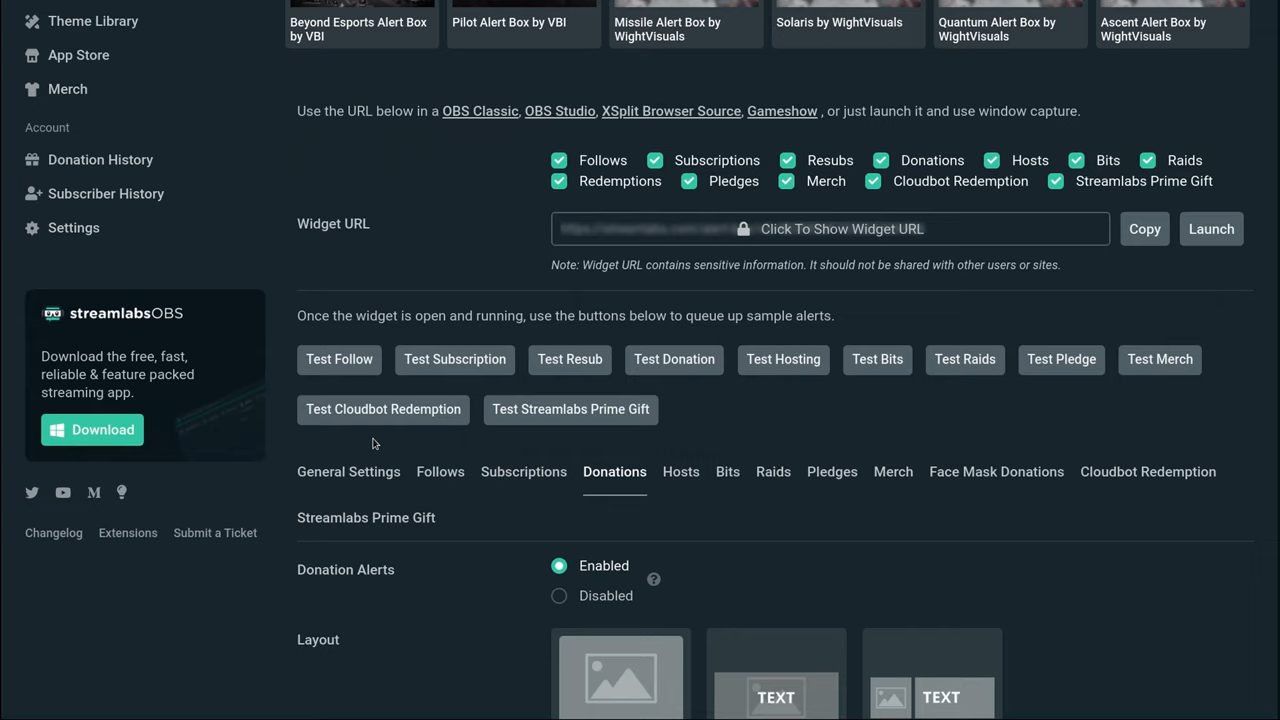 Theme Library
App Store
Merch
Account
Donation History
Subscriber History
Settings
streamlabsOBS
Download the free, fast,
reliable & feature packed
streaming app.
Download
Changelog Extensions Submit a Ticket
Beyond Esports Alert Box
by VBI
Pilot Alert Box by VBI
Missile Alert Box by
WightVisuals
Solaris by WightVisuals
Quantum Alert Box by
WightVisuals
Ascent Alert Box by
WightVisuals
Use the URL below in a OBS Classic, OBS Studio, XSplit Browser Source, Gameshow , or just launch it and use window capture.
Follows Subscriptions Resubs Donations Hosts Bits Raids
Redemptions Pledges Merch Cloudbot Redemption Streamlabs Prime Gift
Widget URL
Click To Show Widget URL
Copy Launch
Note: Widget URL contains sensitive information. It should not be shared with other users or sites.
Once the widget is open and running, use the buttons below to queue up sample alerts.
Test Follow Test Subscription Test Resub Test Donation Test Hosting Test Bits Test Raids Test Pledge Test Merch
Test Cloudbot Redemption Test Streamlabs Prime Gift
General Settings Follows Subscriptions Donations Hosts Bits Raids Pledges Merch Face Mask Donations Cloudbot Redemption
Streamlabs Prime Gift
Donation Alerts
Enabled
?
Disabled
Layout
TEXT
TEXT